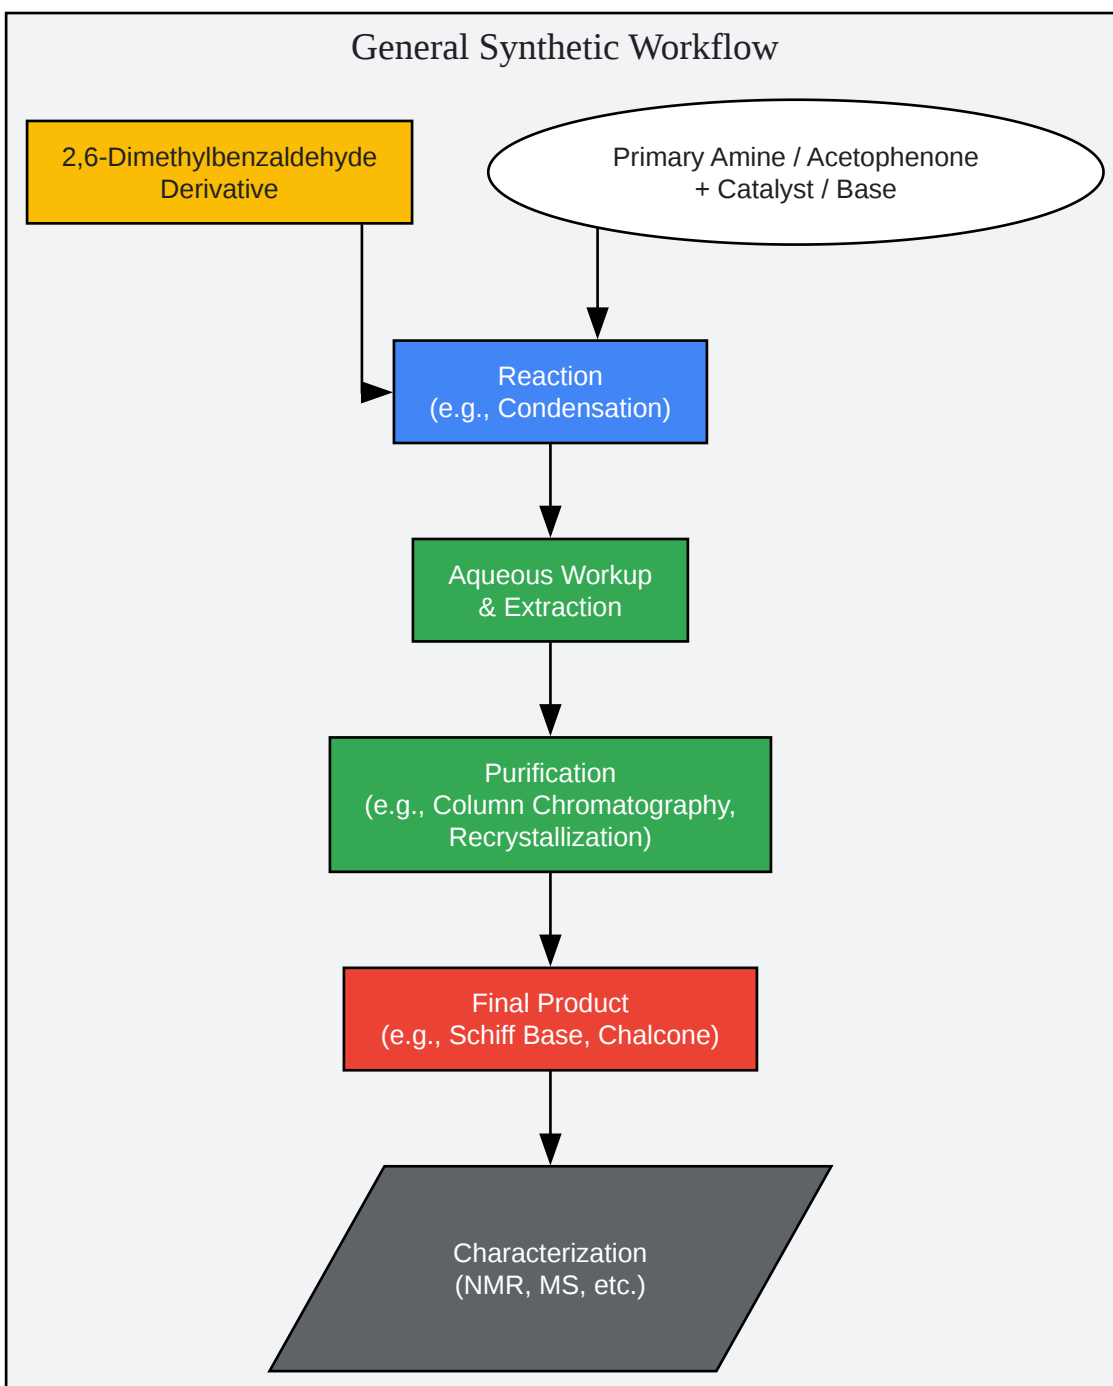 General Synthetic Workflow
2,6-Dimethylbenzaldehyde
Derivative
Primary Amine / Acetophenone
+ Catalyst / Base
Reaction
(e.g., Condensation)
Aqueous Workup
& Extraction
Purification
(e.g., Column Chromatography,
Recrystallization)
Final Product
(e.g., Schiff Base, Chalcone)
Characterization
(NMR, MS, etc.)